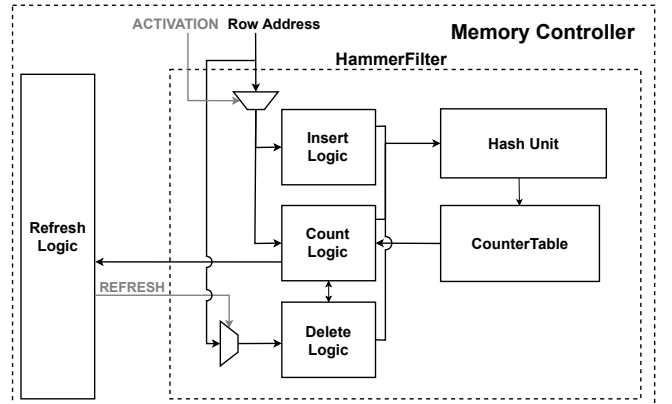 ACTIVATION Row Address
Memory Controller
HammerFilter
Insert
Logic
Hash Unit
Refresh
Logic
Count
Logic
CounterTable
REFRESH
Delete
Logic